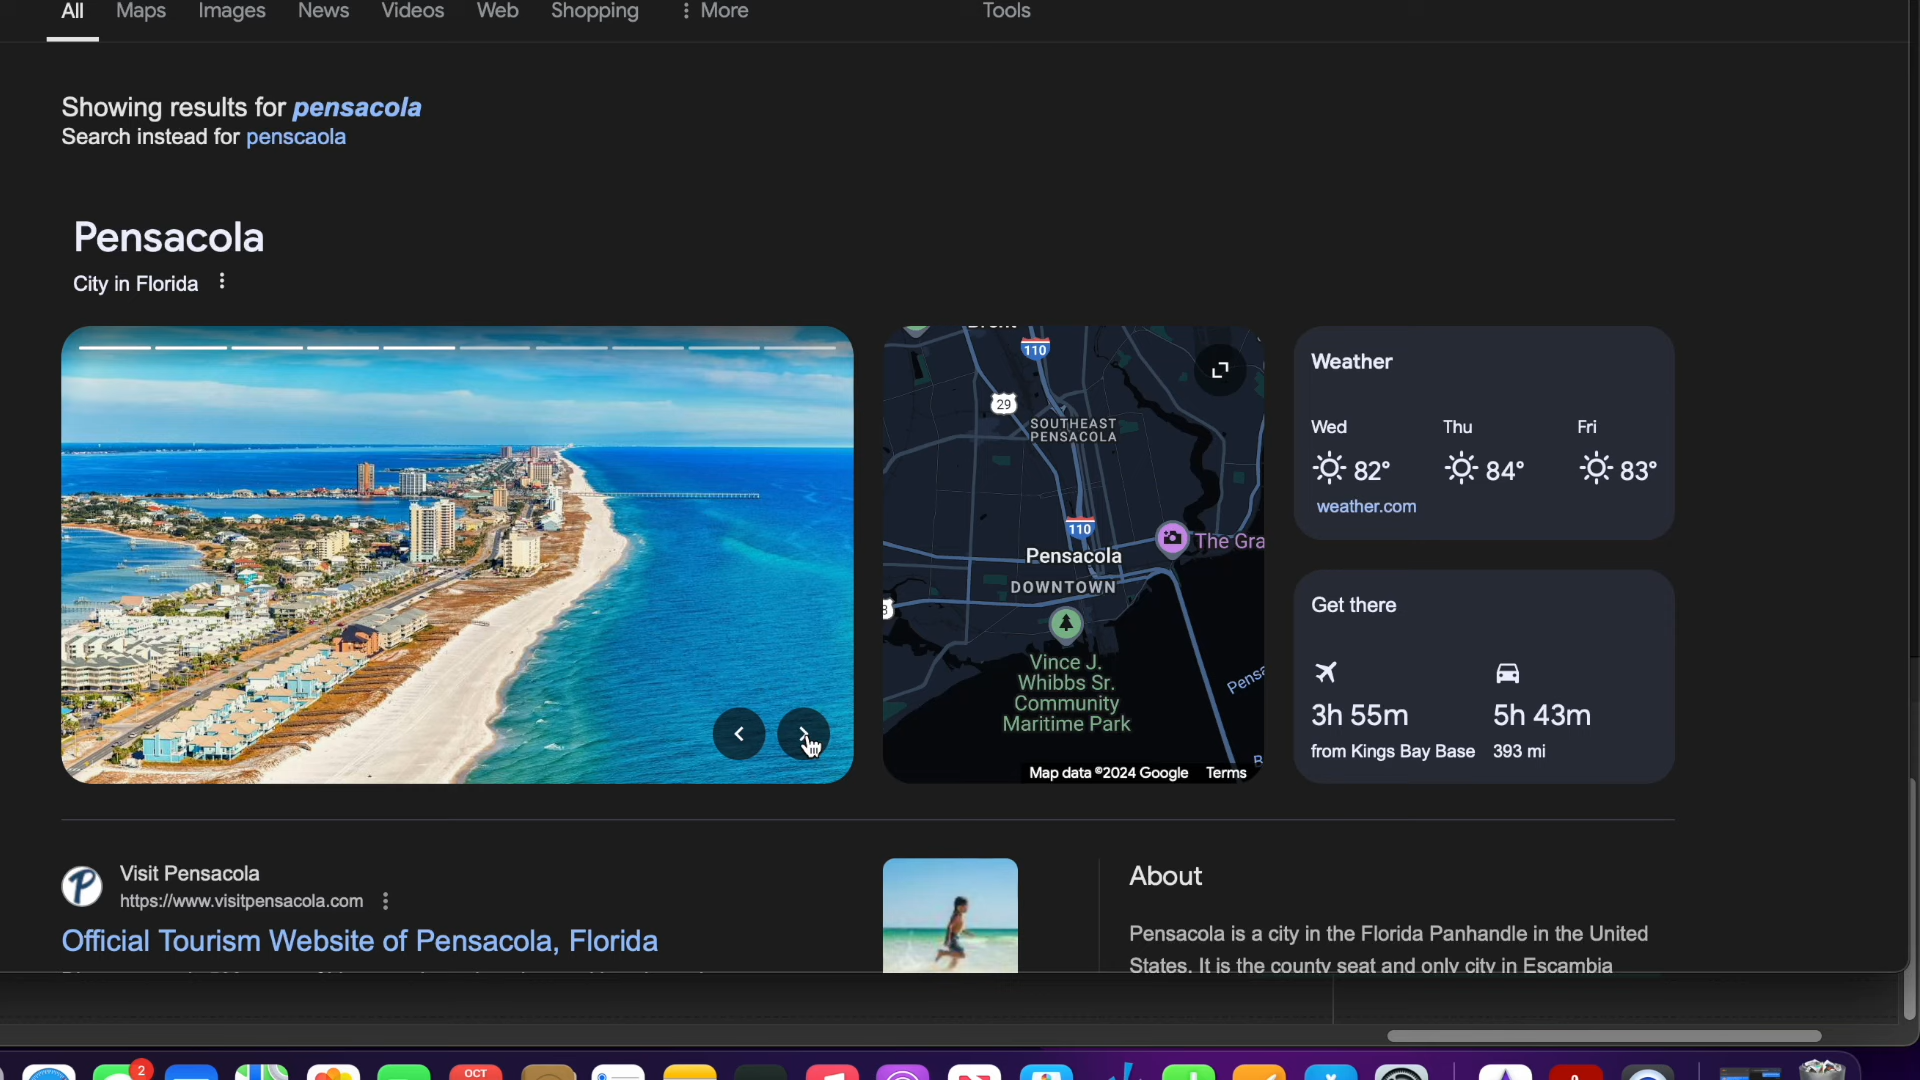 All Maps Images News Videos Web Shopping More Tools
Showing results for pensacola
Search instead for penscaola
Pensacola
City in Florida
110
29
SOUTHEAST
PENSACOLA
110
Pensacola
The Gra
DOWNTOWN
Vince J.
Whibbs Sr.
Community
Maritime Park
Pensa
B
Map data ©2024 Google Terms
Weather
Wed Thu Fri
82° 84° 83°
weather.com
Get there
3h 55m 5h 43m
from Kings Bay Base 393 mi
Visit Pensacola
https://www.visitpensacola.com
Official Tourism Website of Pensacola, Florida
About
Pensacola is a city in the Florida Panhandle in the United
States. It is the county seat and only city in Escambia
2
OCT